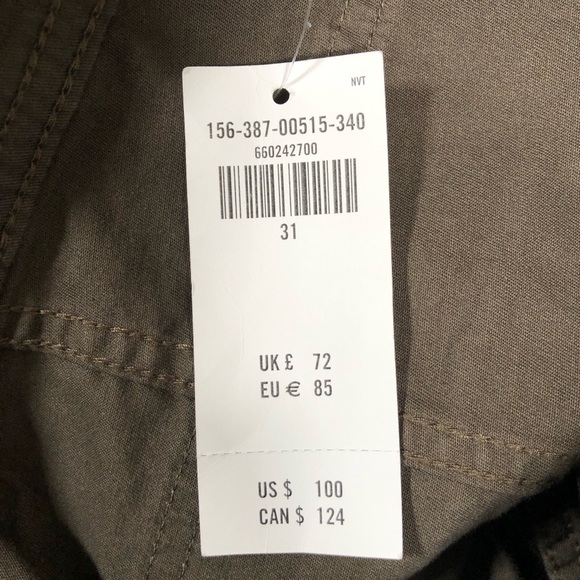 NVT
156-387-00515-340
660242700
31
UK £ 72
EU € 85
US $ 100
CAN $ 124